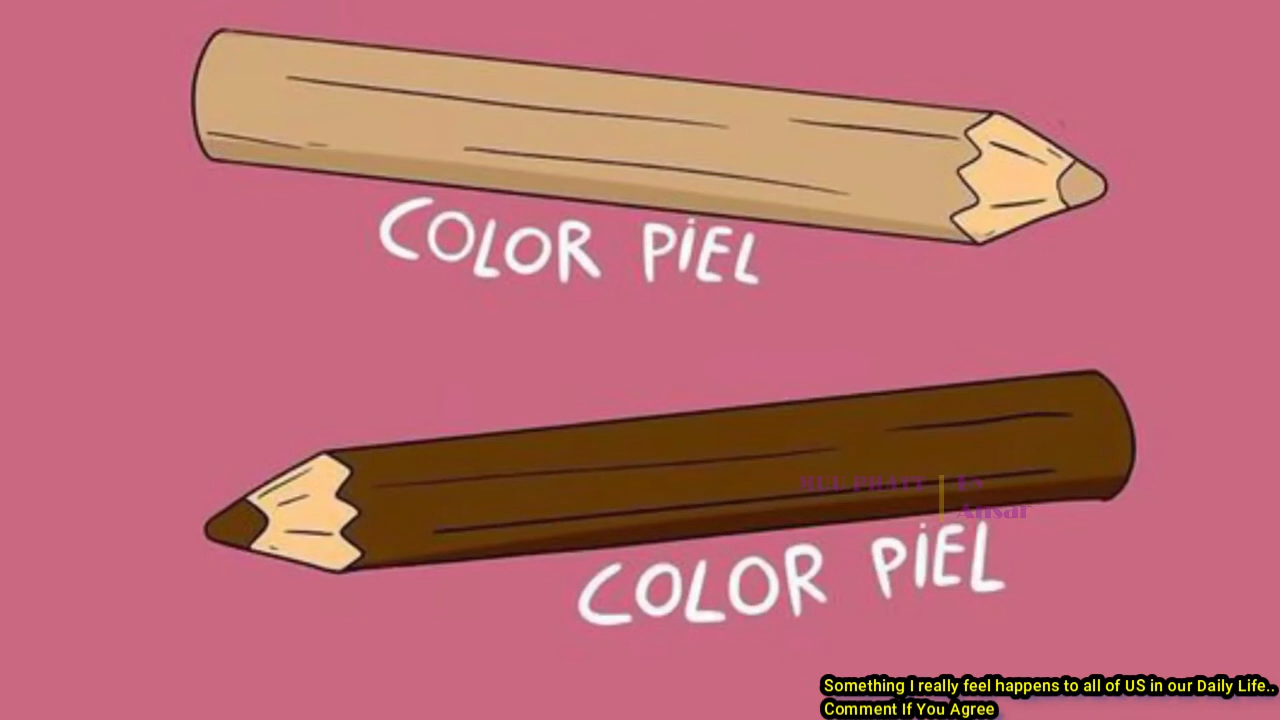 COLOR PiEL
COLOR PiEL
Ansar
Something I really feel happens to all of US in our Daily Life..
Comment If You Agree